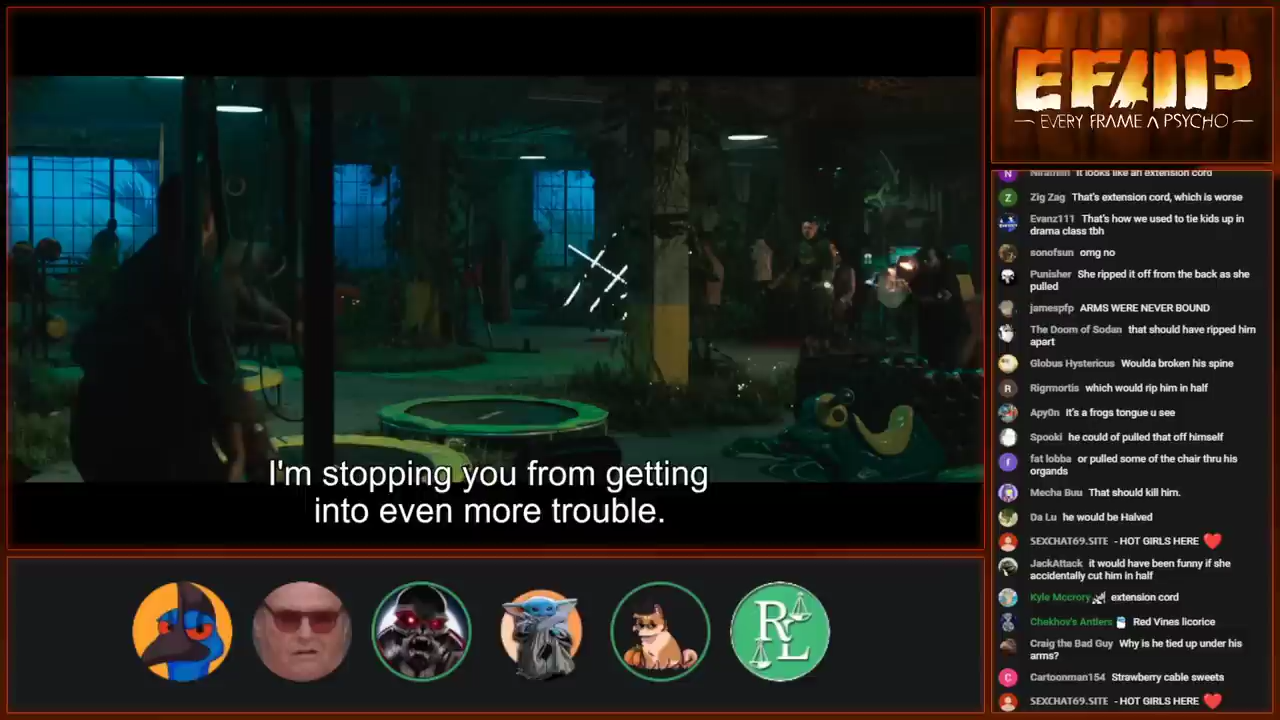 I'm stopping you from getting
into even more trouble.
EFAP
EVERY FRAME A PSYCHO
N
Nirathiin It looks like an extension cord
Z
Zig Zag That's extension cord, which is worse
Evanz111 That's how we used to tie kids up in
drama class tbh
sonofsun omg no
Punisher She ripped it off from the back as she
pulled
jamespfp ARMS WERE NEVER BOUND
The Doom of Sodan that should have ripped him
apart
Globus Hystericus Woulda broken his spine
R
Rigrmortis which would rip him in half
Apy0n it's a frogs tongue u see
Spooki he could of pulled that off himself
f
fat lobba or pulled some of the chair thru his
organds
Mecha Buu That should kill him.
Da Lu he would be Halved
SEXCHAT69.SITE - HOT GIRLS HERE ❤️
JackAttack it would have been funny if she
accidentally cut him in half
Kyle Mccrory extension cord
Chekhov's Antlers Red Vines licorice
Craig the Bad Guy Why is he tied up under his
arms?
C
Cartoonman154 Strawberry cable sweets
SEXCHAT69.SITE - HOT GIRLS HERE ❤️
RL